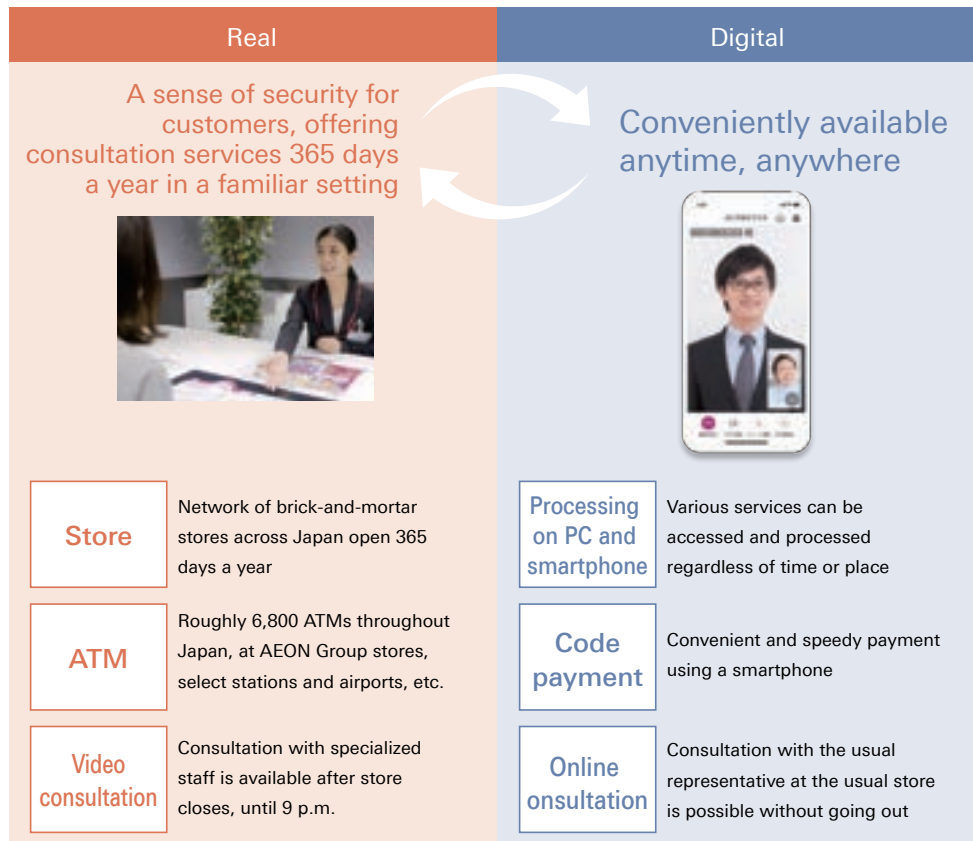 Real
A sense of security for
customers, offering
consultation services 365 days
a year in a familiar setting
Store
Network of brick-and-mortar
stores across Japan open 365
days a year
ATM
Roughly 6,800 ATMs throughout
Japan, at AEON Group stores,
select stations and airports, etc.
Video
consultation
Consultation with specialized
staff is available after store
closes, until 9 p.m.
Digital
Conveniently available
anytime, anywhere
Processing
on PC and
smartphone
Various services can be
accessed and processed
regardless of time or place
Code
payment
Convenient and speedy payment
using a smartphone
Online
onsultation
Consultation with the usual
representative at the usual store
is possible without going out